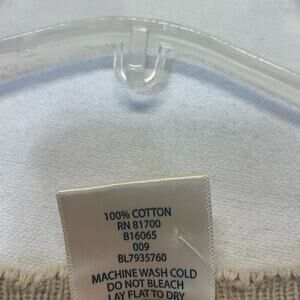 100% COTTON
RN 81700
B16065
009
BL7935760
MACHINE WASH COLD
DO NOT BLEACH
LAY FLAT TO DRY